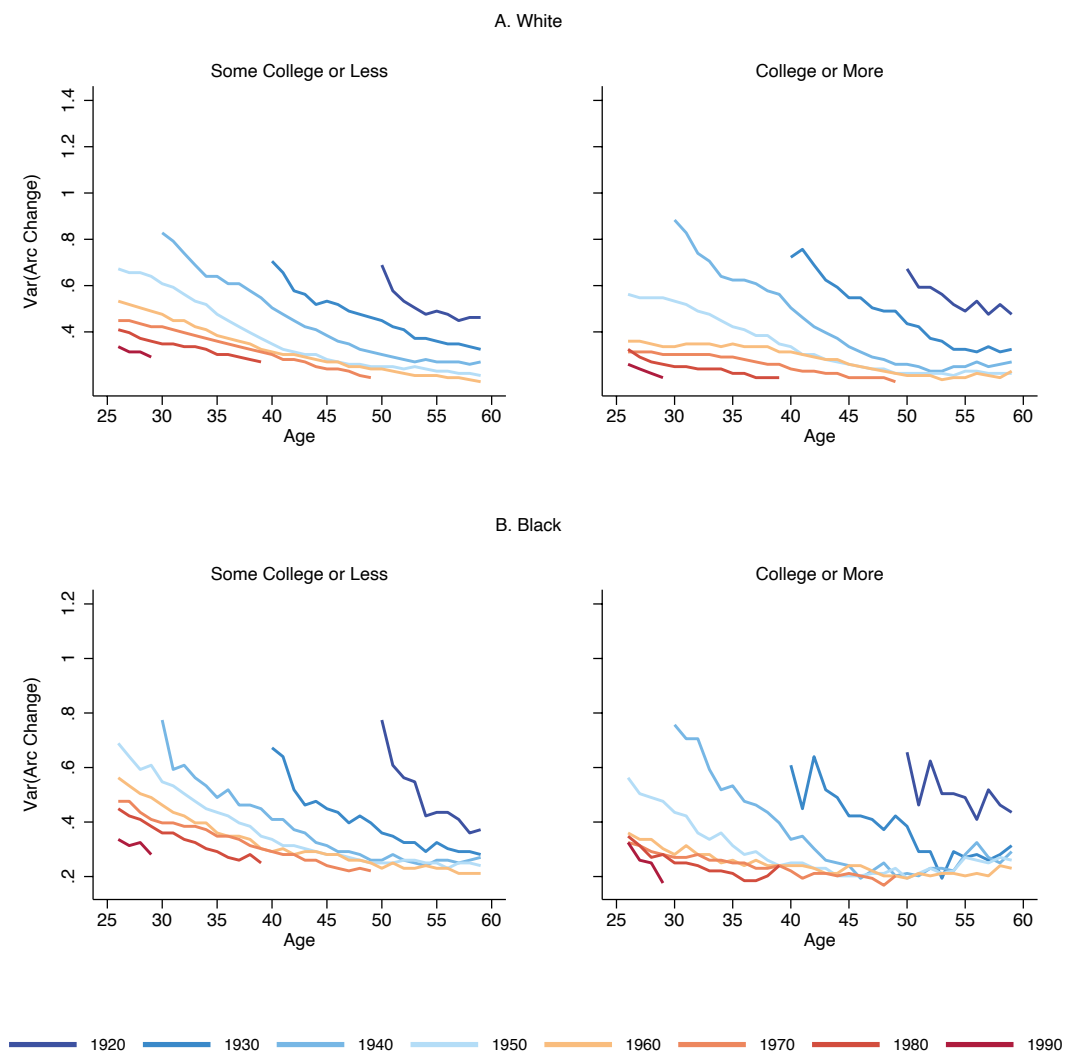 A. White
Some College or Less
College or More
Var(Arc Change)
1.4
1.2
1
.8
.6
.4
25 30 35 40 45 50 55 60
25 30 35 40 45 50 55 60
Age
Age
B. Black
Some College or Less
College or More
Var(Arc Change)
1.2
1
.8
.6
.4
.2
25 30 35 40 45 50 55 60
25 30 35 40 45 50 55 60
Age
Age
1920 1930 1940 1950 1960 1970 1980 1990